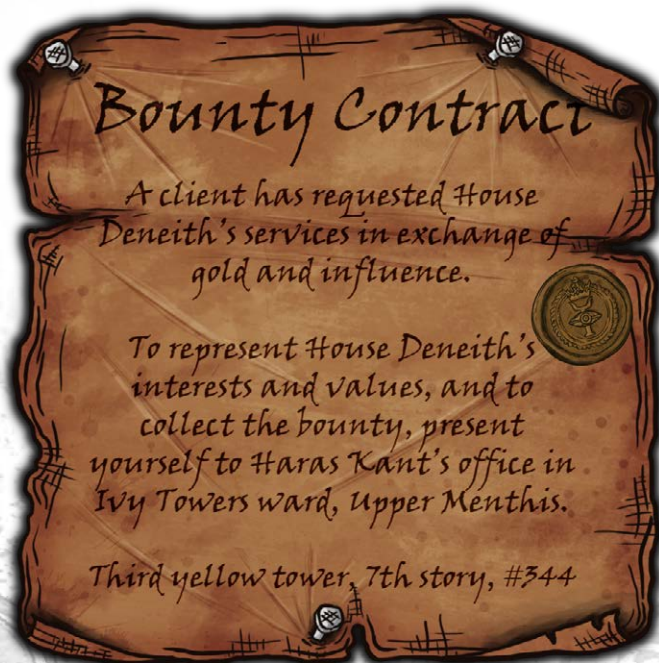 Bounty Contract
A client has requested House
Deneith's services in exchange of
gold and influence.
To represent House Deneith's
interests and values, and to
collect the bounty, present
yourself to Haras Kant's office in
Ivy Towers ward, Upper Menthis.
Third yellow tower, 7th story, #344